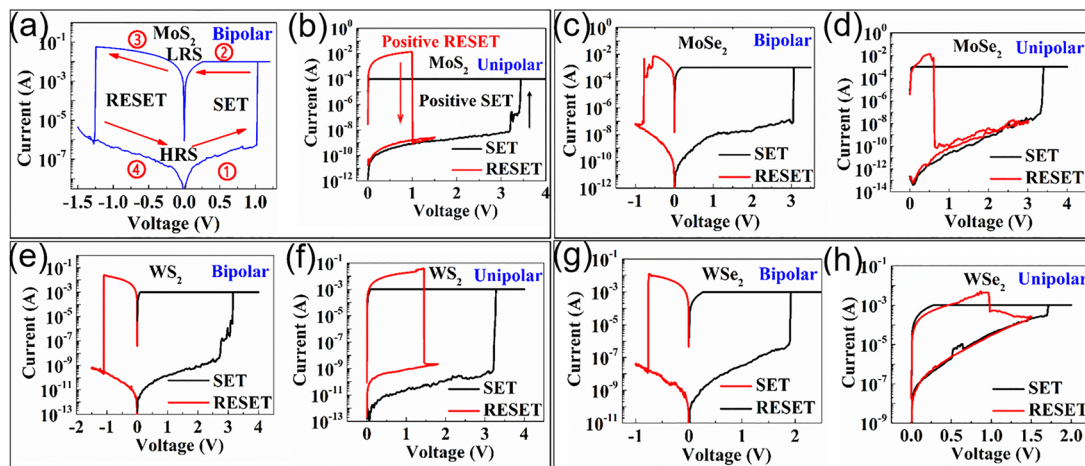 (a)
MoS2 Bipolar
③ LRS ②
RESET SET
HRS
④ ①
10^-1
10^-3
10^-5
10^-7
Current (A)
-1.5 -1.0 -0.5 0.0 0.5 1.0
Voltage (V)
(b)
Positive RESET
MoS2 Unipolar
Positive SET
SET
RESET
10^0
10^-2
10^-4
10^-6
10^-8
10^-10
10^-12
Current (A)
0 1 2 3 4
Voltage (V)
(c)
Bipolar
MoSe2
SET
RESET
10^0
10^-2
10^-4
10^-6
10^-8
10^-10
10^-12
Current (A)
-1 0 1 2 3
Voltage (V)
(d)
MoSe2
Unipolar
SET
RESET
10^-2
10^-4
10^-6
10^-8
10^-10
10^-12
10^-14
Current (A)
0 1 2 3 4
Voltage (V)
(e)
WS2 Bipolar
SET
RESET
10^-1
10^-3
10^-5
10^-7
10^-9
10^-11
10^-13
Current (A)
-2 -1 0 1 2 3 4
Voltage (V)
(f)
WS2 Unipolar
SET
RESET
10^-1
10^-3
10^-5
10^-7
10^-9
10^-11
10^-13
Current (A)
0 1 2 3 4
Voltage (V)
(g)
WSe2 Bipolar
SET
RESET
10^-1
10^-3
10^-5
10^-7
10^-9
10^-11
Current (A)
-1 0 1 2
Voltage (V)
(h)
WSe2 Unipolar
SET
RESET
10^-1
10^-3
10^-5
10^-7
10^-9
Current (A)
0.0 0.5 1.0 1.5 2.0
Voltage (V)